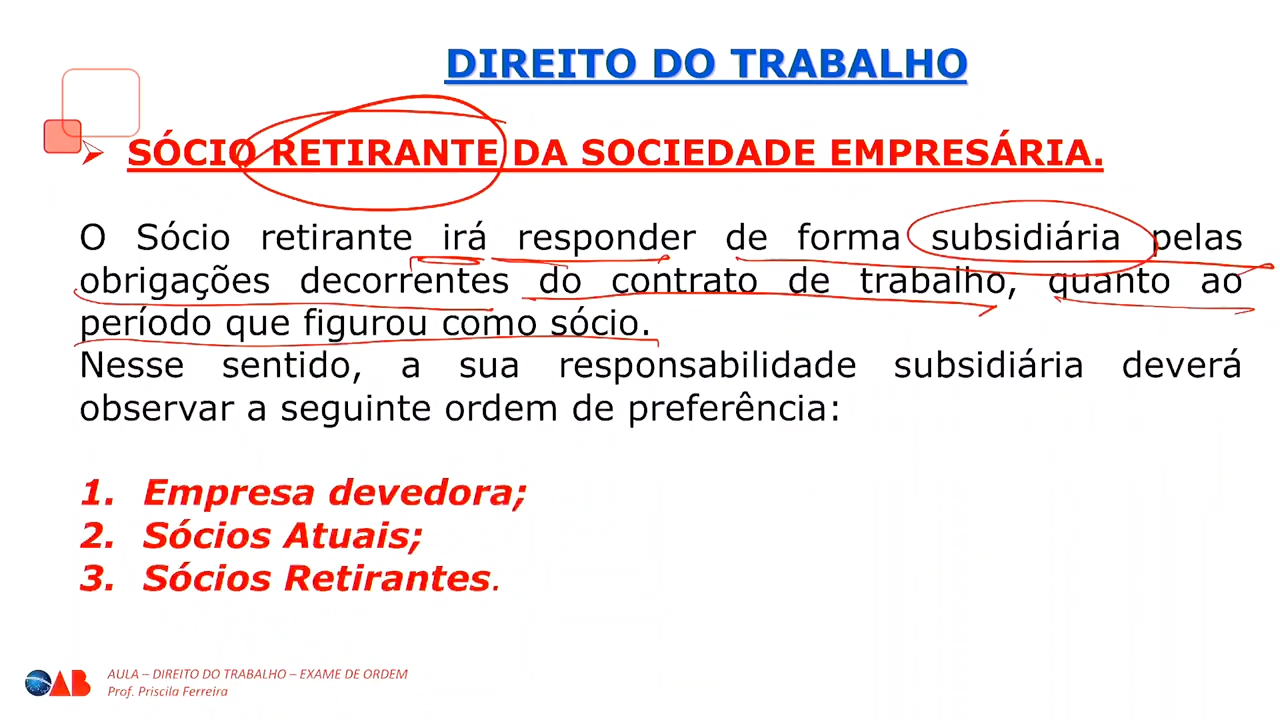 DIREITO DO TRABALHO
SÓCIO RETIRANTE DA SOCIEDADE EMPRESÁRIA.
O Sócio retirante irá responder de forma subsidiária pelas
obrigações decorrentes do contrato de trabalho, quanto ao
período que figurou como sócio.
Nesse sentido, a sua responsabilidade subsidiária deverá
observar a seguinte ordem de preferência:
1. Empresa devedora;
2. Sócios Atuais;
3. Sócios Retirantes.
OAB
AULA – DIREITO DO TRABALHO – EXAME DE ORDEM
Prof. Priscila Ferreira